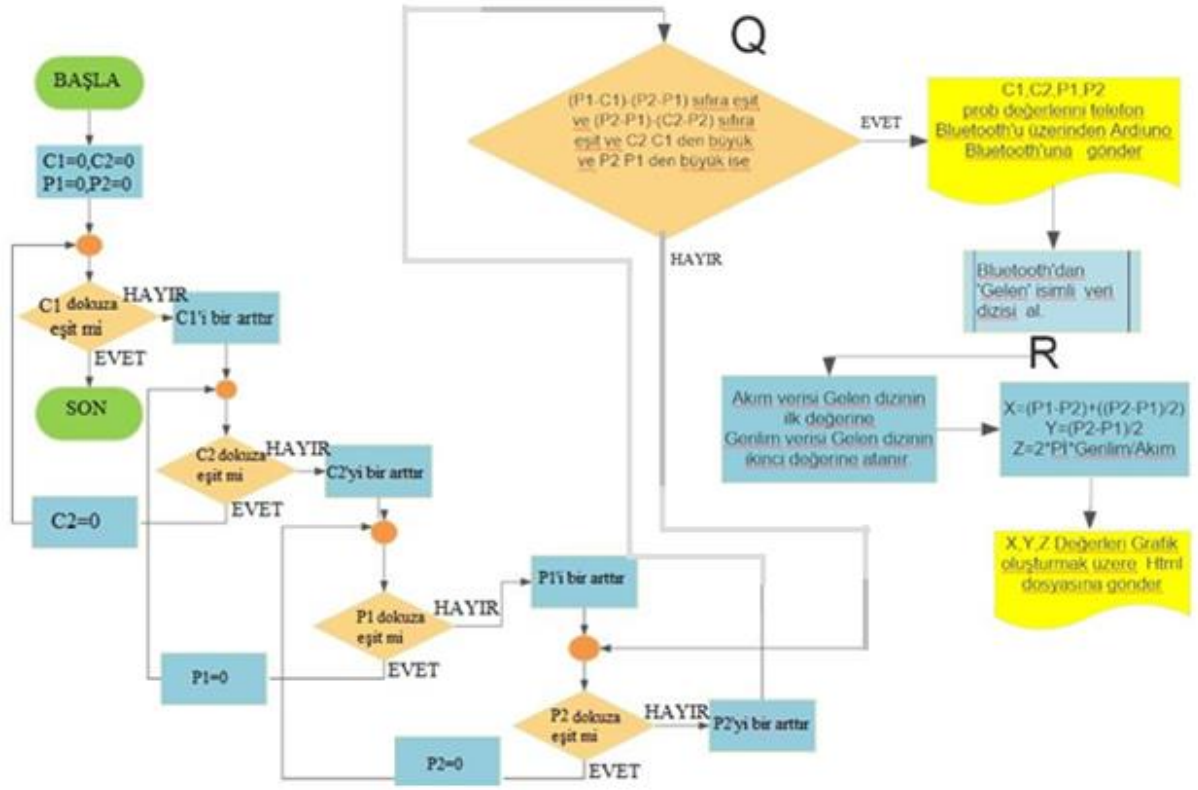 BAŞLA
C1=0,C2=0
P1=0,P2=0
C1 dokuza
eşit mi
HAYIR
C1'i bir arttır
EVET
SON
C2 dokuza
eşit mi
HAYIR
C2'yi bir arttır
EVET
C2=0
P1 dokuza
eşit mi
HAYIR
P1'i bir arttır
EVET
P1=0
P2 dokuza
eşit mi
HAYIR
P2'yi bir arttır
EVET
P2=0
Q
(P1-C1)-(P2-P1) sıfıra eşit
ve (P2-P1)-(C2-P2) sıfıra
eşit ve C2 C1 den büyük
ve P2 P1 den büyük ise
EVET
HAYIR
C1,C2,P1,P2
prob değerlerini telefon
Bluetooth'u üzerinden Ardiuno
Bluetooth'una gönder
Bluetooth'dan
'Gelen' isimli veri
dizisi al.
R
Akım verisi Gelen dizinin
ilk değerine
Gerilim verisi Gelen dizinin
ikinci değerine atanır.
X=(P1-P2)+((P2-P1)/2)
Y=(P2-P1)/2
Z=2*PI*Gerilim/Akım
X,Y,Z Değerleri Grafik
oluşturmak üzere Html
dosyasına gönder